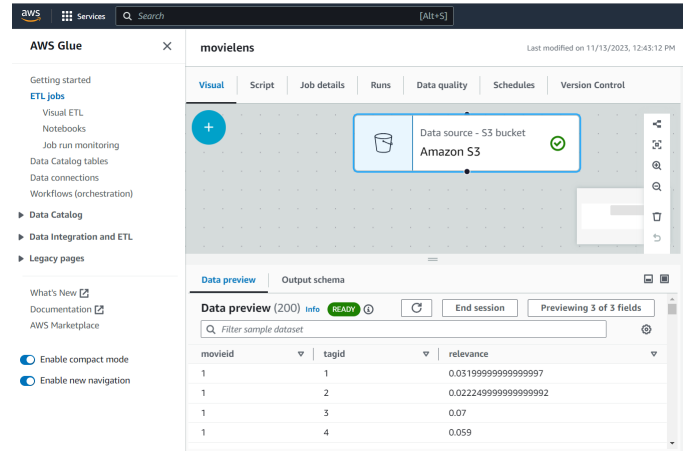 aws Services Search [Alt+S]
AWS Glue
movielens Last modified on 11/13/2023, 12:43:12 PM
Getting started
ETL jobs
Visual ETL
Notebooks
Job run monitoring
Data Catalog tables
Data connections
Workflows (orchestration)
Data Catalog
Data Integration and ETL
Legacy pages
What's New
Documentation
AWS Marketplace
Enable compact mode
Enable new navigation
Visual Script Job details Runs Data quality Schedules Version Control
Data source - S3 bucket
Amazon S3
Data preview Output schema
Data preview (200) Info READY End session Previewing 3 of 3 fields
Filter sample dataset
movieid tagid relevance
1 1 0.03199999999999997
1 2 0.022249999999999992
1 3 0.07
1 4 0.059